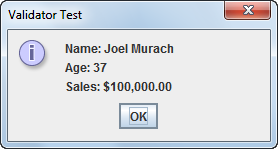 Validator Test
Name: Joel Murach
Age: 37
Sales: $100,000.00
OK